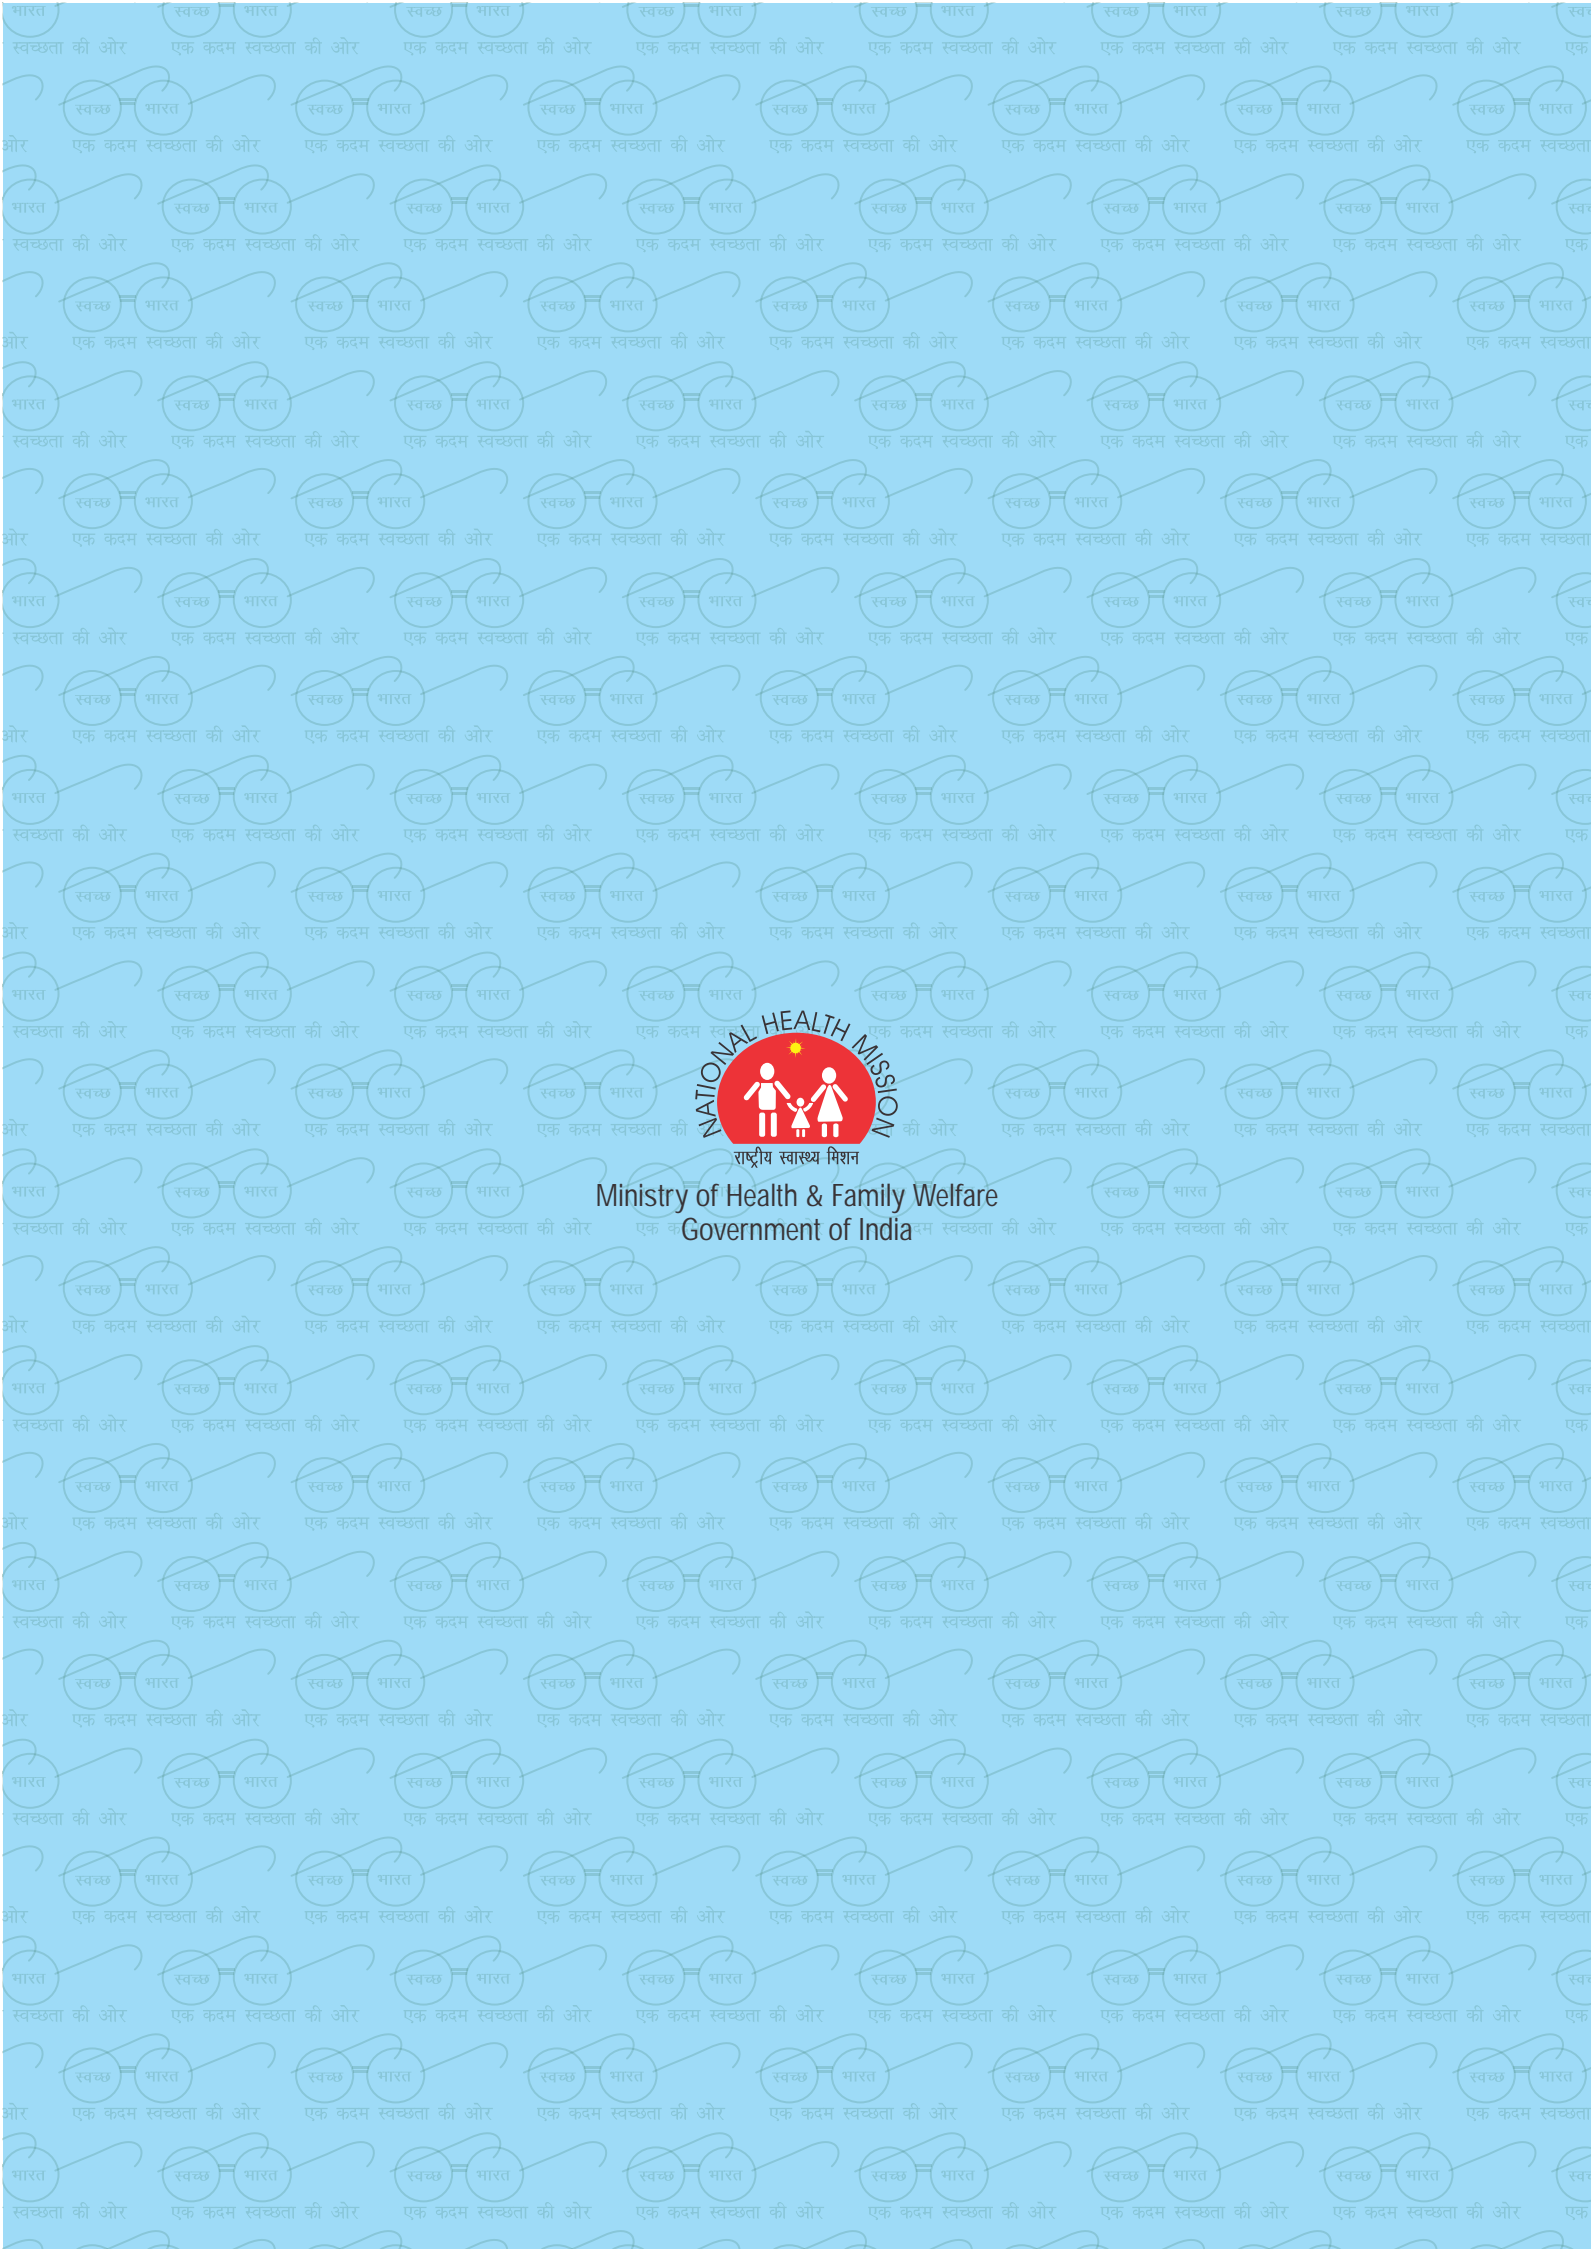 NATIONAL HEALTH MISSION
राष्ट्रीय स्वास्थ्य मिशन
Ministry of Health & Family Welfare
Government of India
स्वच्छ भारत
एक कदम स्वच्छता की ओर